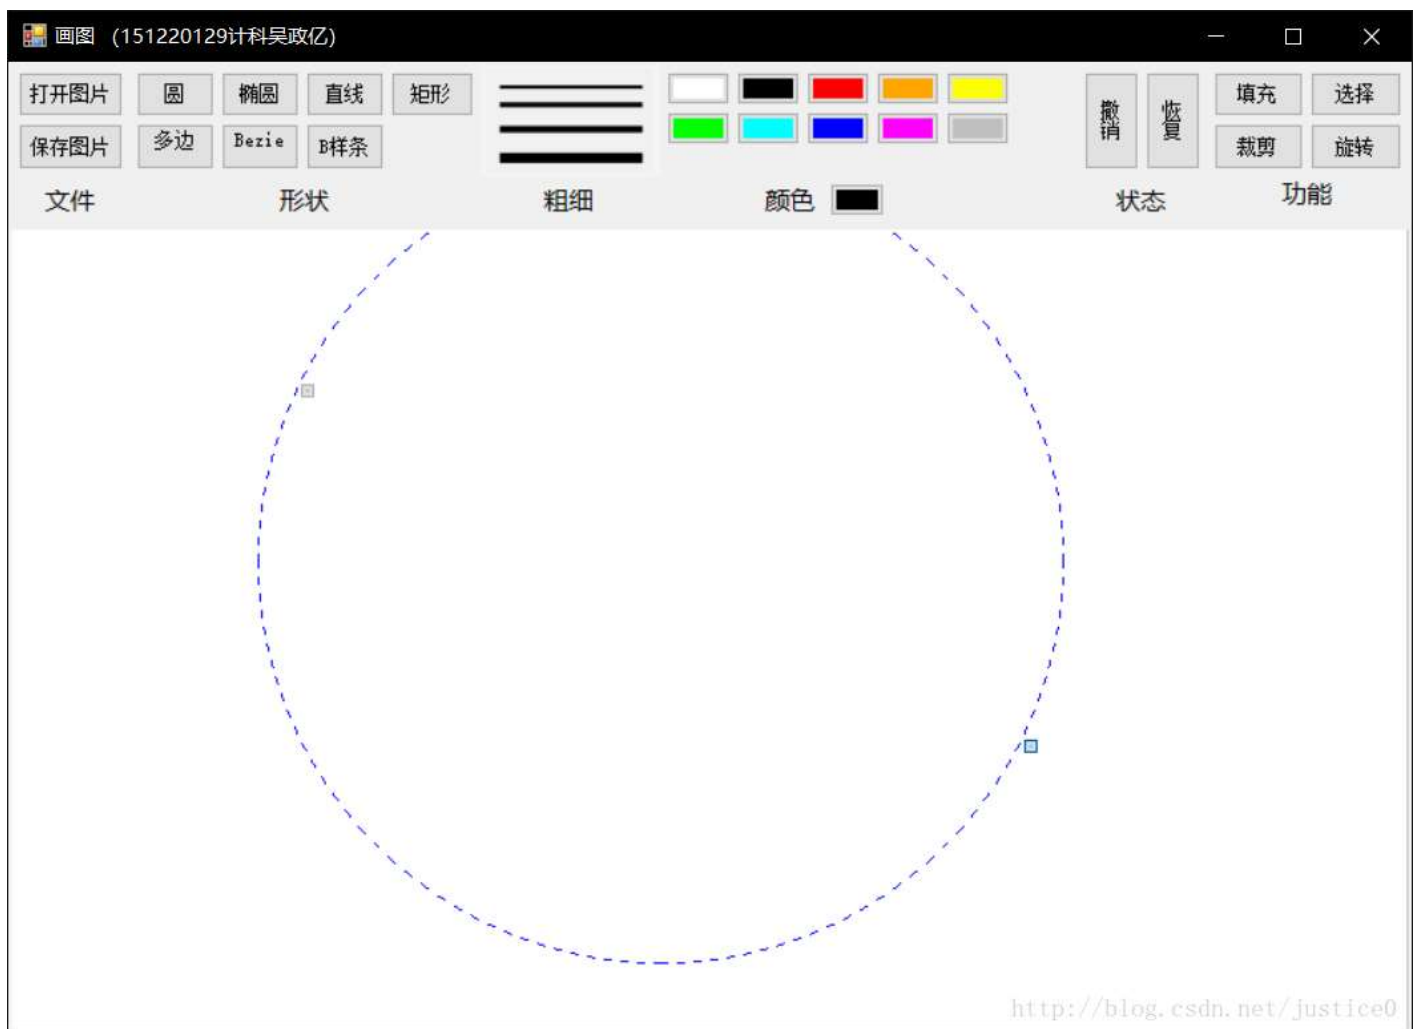 画图 (151220129计科吴政亿)
打开图片 圆 椭圆 直线 矩形 撤销 恢复 填充 选择
保存图片 多边 Bezie B样条 裁剪 旋转
文件 形状 粗细 颜色 状态 功能
http://blog.csdn.net/justice0